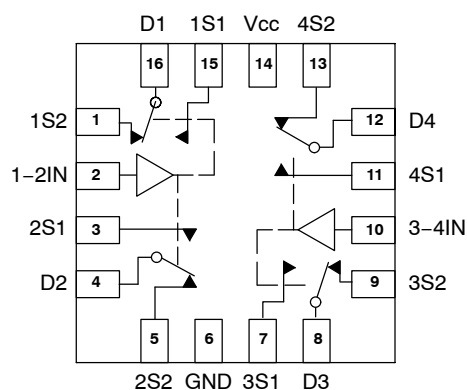 D1 1S1 Vcc 4S2
16 15 14 13
1S2 1 12 D4
1−2IN 2 11 4S1
2S1 3 10 3−4IN
D2 4 9 3S2
5 6 7 8
2S2 GND 3S1 D3